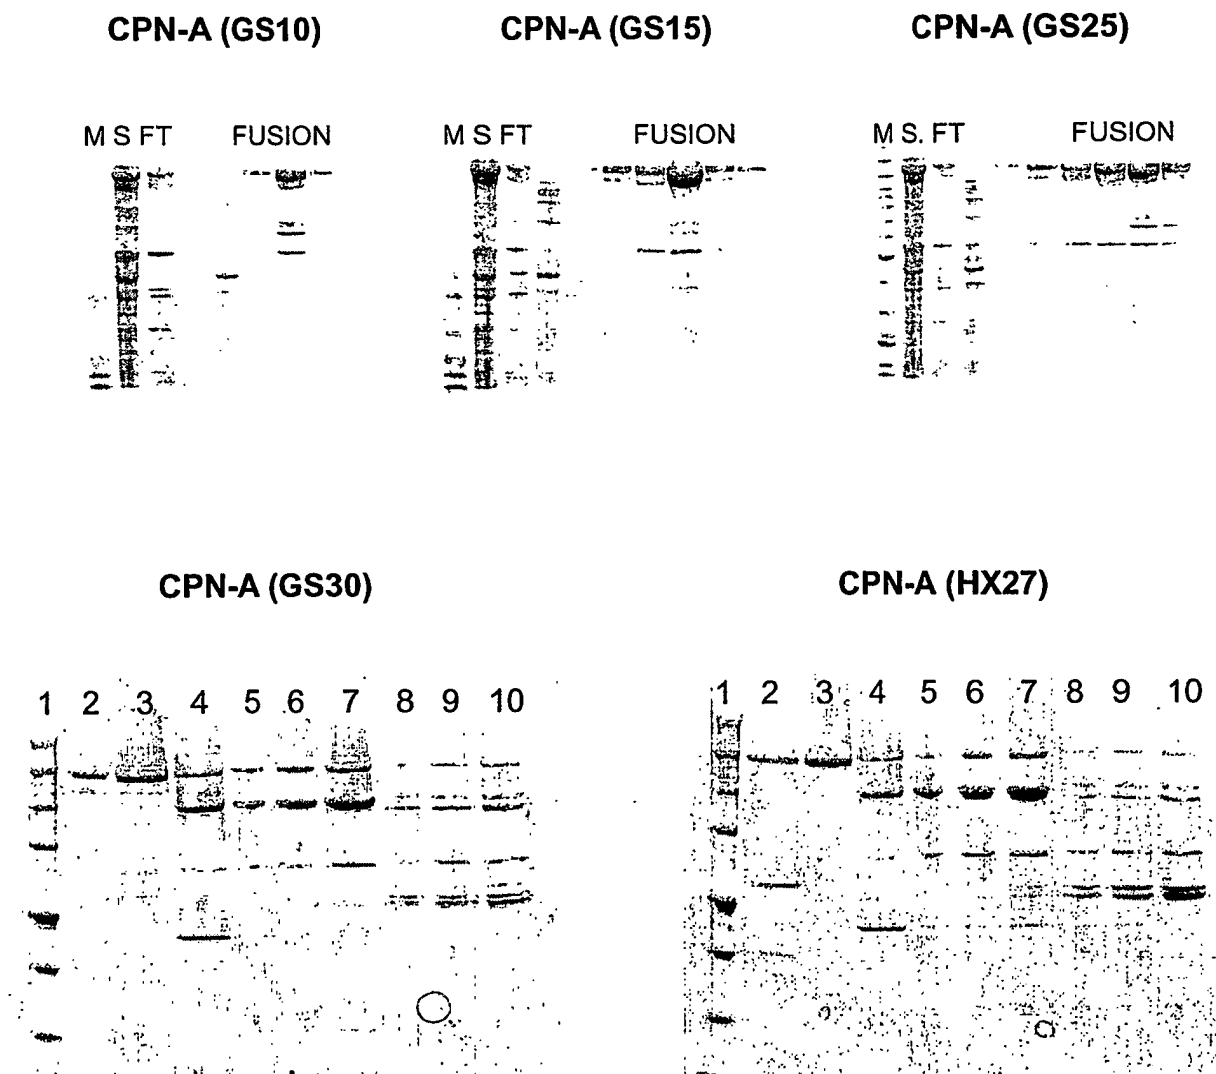 CPN-A (GS10) CPN-A (GS15) CPN-A (GS25)
M S FT FUSION M S FT FUSION M S. FT FUSION
CPN-A (GS30) CPN-A (HX27)
1 2 3 4 5 6 7 8 9 10 1 2 3 4 5 6 7 8 9 10